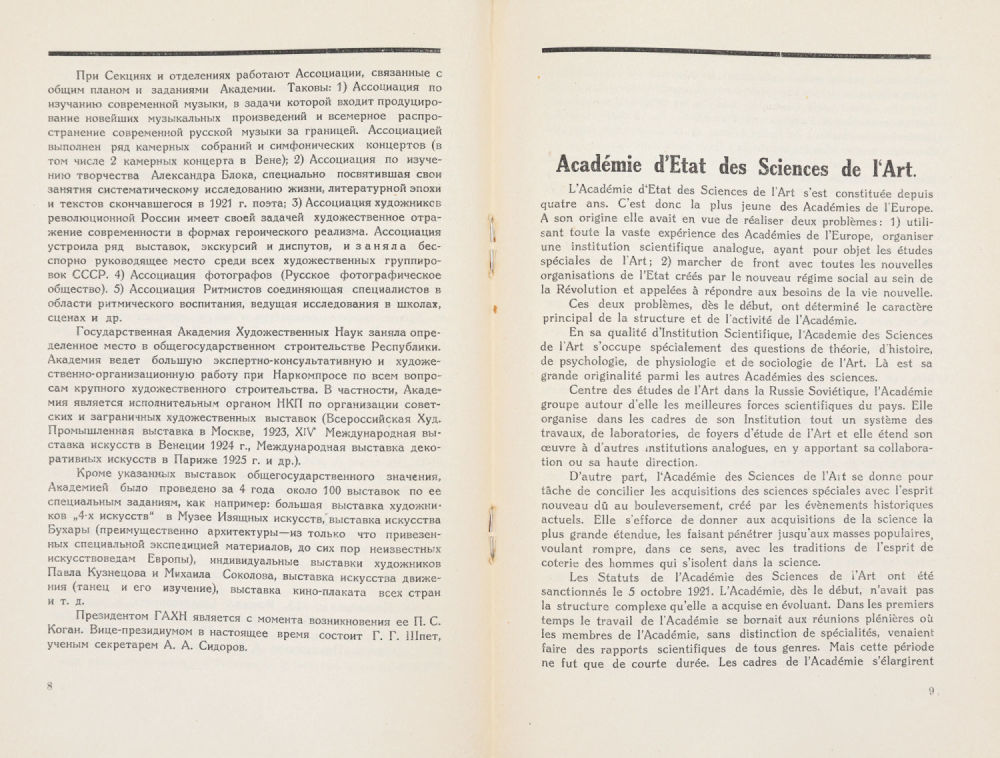 При Секциях и отделениях работают Ассоциации, связанные с
общим планом и заданиями Академии. Таковы: 1) Ассоциация по
изучанию современной музыки, в задачи которой входит продуциро-
вание новейших музыкальных произведений и всемерное распро-
странение современной русской музыки за границей. Ассоциацией
выполнен ряд камерных собраний и симфонических концертов (в
том числе 2 камерных концерта в Вене); 2) Ассоциация по изуче-
нию творчества Александра Блока, специально посвятившая свои
занятия систематическому исследованию жизни, литературной эпохи
и текстов скончавшегося в 1921 г. поэта; 3) Ассоциация художников
революционной России имеет своей задачей художественное отра-
жение современности в формах героического реализма. Ассоциация
устроила ряд выставок, экскурсий и диспутов, и заняла бес-
спорно руководящее место среди всех художественных группиро-
вок СССР. 4) Ассоциация фотографов (Русское фотографическое
общество). 5) Ассоциация Ритмистов соединяющая специалистов в
области ритмического воспитания, ведущая исследования в школах,
сценах и др.
Государственная Академия Художественных Наук заняла опре-
деленное место в общегосударственном строительстве Республики.
Академия ведет большую экспертно-консультативную и художе-
ственно-организационную работу при Наркомпросе по всем вопро-
сам крупного художественного строительства. В частности, Акаде-
мия является исполнительным органом НКП по организации совет-
ских и заграничных художественных выставок (Всероссийская Худ.
Промышленная выставка в Москве, 1923, XIV Международная вы-
ставка искусств в Венеции 1924 г., Международная выставка деко-
ративных искусств в Париже 1925 г. и др.).
Кроме указанных выставок общегосударственного значения,
Академией было проведено за 4 года около 100 выставок по ее
специальным заданиям, как например: большая выставка художни-
ков „4-х искусств“ в Музее Изящных искусств, выставка искусства
Бухары (преимущественно архитектуры—из только что привезен-
ных специальной экспедицией материалов, до сих пор неизвестных
искусствоведам Европы), индивидуальные выставки художников
Павла Кузнецова и Михаила Соколова, выставка искусства движе-
ния (танец и его изучение), выставка кино-плаката всех стран
и т. д.
Президентом ГАХН является с момента возникновения ее П. С.
Коган. Вице-президиумом в настоящее время состоит Г. Г. Шпет,
ученым секретарем А. А. Сидоров.
8
Académie d'Etat des Sciences de l'Art.
L'Académie d'Etat des Sciences de l'Art s'est constituée depuis
quatre ans. C'est donc la plus jeune des Académies de l'Europe.
A son origine elle avait en vue de réaliser deux problèmes: 1) utili-
sant toute la vaste expérience des Académies de l'Europe, organiser
une institution scientifique analogue, ayant pour objet les études
spéciales de l'Art; 2) marcher de front avec toutes les nouvelles
organisations de l'Etat créés par le nouveau régime social au sein de
la Révolution et appelées à répondre aux besoins de la vie nouvelle.
Ces deux problèmes, dès le début, ont déterminé le caractère
principal de la structure et de l'activité de l'Académie.
En sa qualité d'Institution Scientifique, l'Academie des Sciences
de l'Art s'occupe spécialement des questions de théorie, d'histoire,
de psychologie, de physiologie et de sociologie de l'Art. Là est sa
grande originalité parmi les autres Académies des sciences.
Centre des études de l'Art dans la Russie Soviétique, l'Académie
groupe autour d'elle les meilleures forces scientifiques du pays. Elle
organise dans les cadres de son Institution tout un système des
travaux, de laboratories, de foyers d'étude de l'Art et elle étend son
œuvre à d'autres institutions analogues, en y apportant sa collabora-
tion ou sa haute direction.
D'autre part, l'Académie des Sciences de l'Art se donne pour
tâche de concilier les acquisitions des sciences spéciales avec l'esprit
nouveau dû au bouleversement, créé par les évènements historiques
actuels. Elle s'efforce de donner aux acquisitions de la science la
plus grande étendue, les faisant pénétrer jusqu'aux masses populaires,
voulant rompre, dans ce sens, avec les traditions de l'esprit de
coterie des hommes qui s'isolent dans la science.
Les Statuts de l'Académie des Sciences de l'Art ont été
sanctionnés le 5 octobre 1921. L'Académie, dès le début, n'avait pas
la structure complexe qu'elle a acquise en évoluant. Dans les premiers
temps le travail de l'Académie se bornait aux réunions plénières où
les membres de l'Académie, sans distinction de spécialités, venaient
faire des rapports scientifiques de tous genres. Mais cette période
ne fut que de courte durée. Les cadres de l'Académie s'élargirent
9